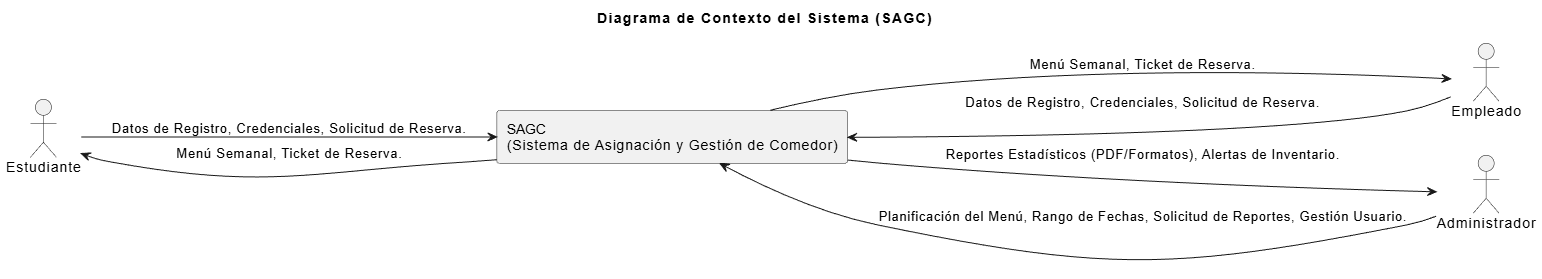 Diagrama de Contexto del Sistema (SAGC)
Menú Semanal, Ticket de Reserva.
Datos de Registro, Credenciales, Solicitud de Reserva.
Empleado
Datos de Registro, Credenciales, Solicitud de Reserva.
Menú Semanal, Ticket de Reserva.
Estudiante
SAGC
(Sistema de Asignación y Gestión de Comedor)
Reportes Estadísticos (PDF/Formatos), Alertas de Inventario.
Planificación del Menú, Rango de Fechas, Solicitud de Reportes, Gestión Usuario.
Administrador